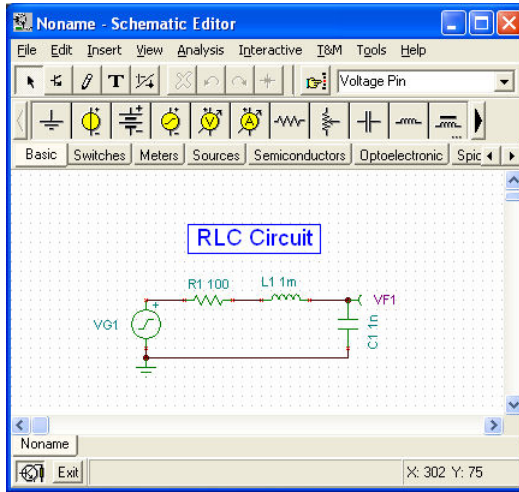 Noname - Schematic Editor
File Edit Insert View Analysis Interactive T&M Tools Help
T Voltage Pin
V A
Basic Switches Meters Sources Semiconductors Optoelectronic Spic
RLC Circuit
R1 100 L1 1m
+ VF1
VG1
C1 1n
Noname
Exit X: 302 Y: 75